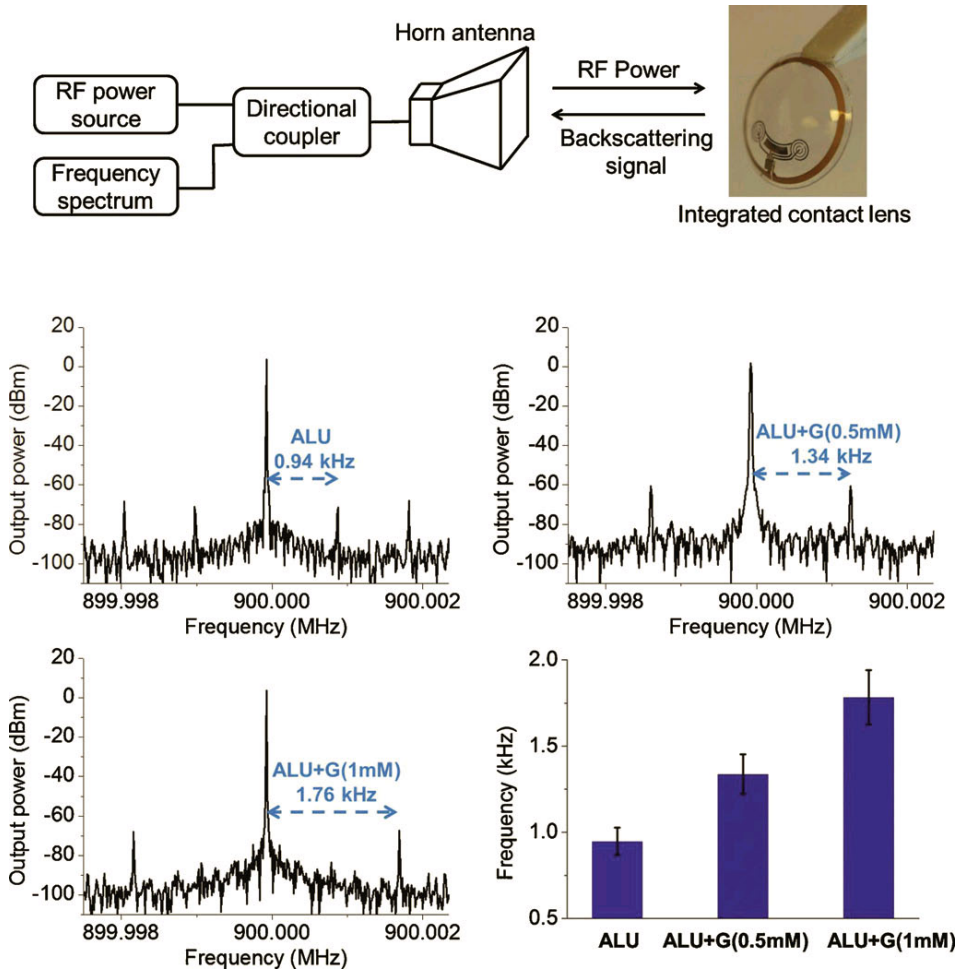 Horn antenna
RF power
source
Directional
coupler
Frequency
spectrum
RF Power
Backscattering
signal
Integrated contact lens
20
0
-20
-40
-60
-80
-100
Output power (dBm)
ALU
0.94 kHz
899.998
900.000
900.002
Frequency (MHz)
20
0
-20
-40
-60
-80
-100
Output power (dBm)
ALU+G(0.5mM)
1.34 kHz
899.998
900.000
900.002
Frequency (MHz)
20
0
-20
-40
-60
-80
-100
Output power (dBm)
ALU+G(1mM)
1.76 kHz
899.998
900.000
900.002
Frequency (MHz)
2.0
1.5
1.0
0.5
Frequency (kHz)
ALU
ALU+G(0.5mM)
ALU+G(1mM)